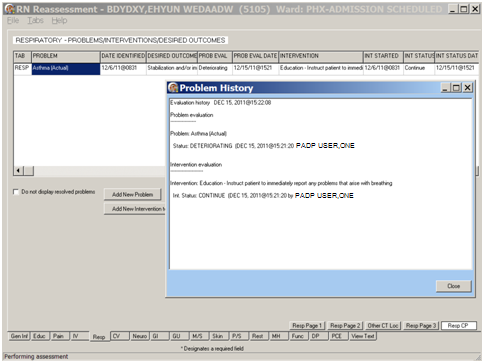 RN Reassessment - BDYDXY,EHYUN WEDAADW (5105) Ward: PHX-ADMISSION SCHEDULED
File Tabs Help
RESPIRATORY - PROBLEMS/INTERVENTIONS/DESIRED OUTCOMES
TAB PROBLEM DATE IDENTIFIED DESIRED OUTCOME PROB EVAL PROB EVAL DATE INTERVENTION INT STARTED INT STATUS INT STATUS DAT
RESP Asthma (Actual) 12/6/11@0831 Stabilization and/or im Deteriorating 12/15/11@1521 Education - Instruct patient to immedi 12/6/11@0831 Continue 12/15/11@1521
Problem History
Evaluation history DEC 15, 2011@15:22:08
Problem evaluation
Problem: Asthma (Actual)
Status: DETERIORATING (DEC 15, 2011@15:21:20 PADP USER,ONE
Intervention evaluation
Intervention: Education - Instruct patient to immediately report any problems that arise with breathing
Int. Status: CONTINUE (DEC 15, 2011@15:21:20 by PADP USER,ONE
Close
Do not display resolved problems
Add New Problem
Add New Intervention to
Resp Page 1 Resp Page 2 Other CT Loc Resp Page 3 Resp CP
Gen Inf Educ Pain IV Resp CV Neuro GI GU M/S Skin P/S Rest MH Func DP PCE View Text
* Designates a required field
Performing assessment